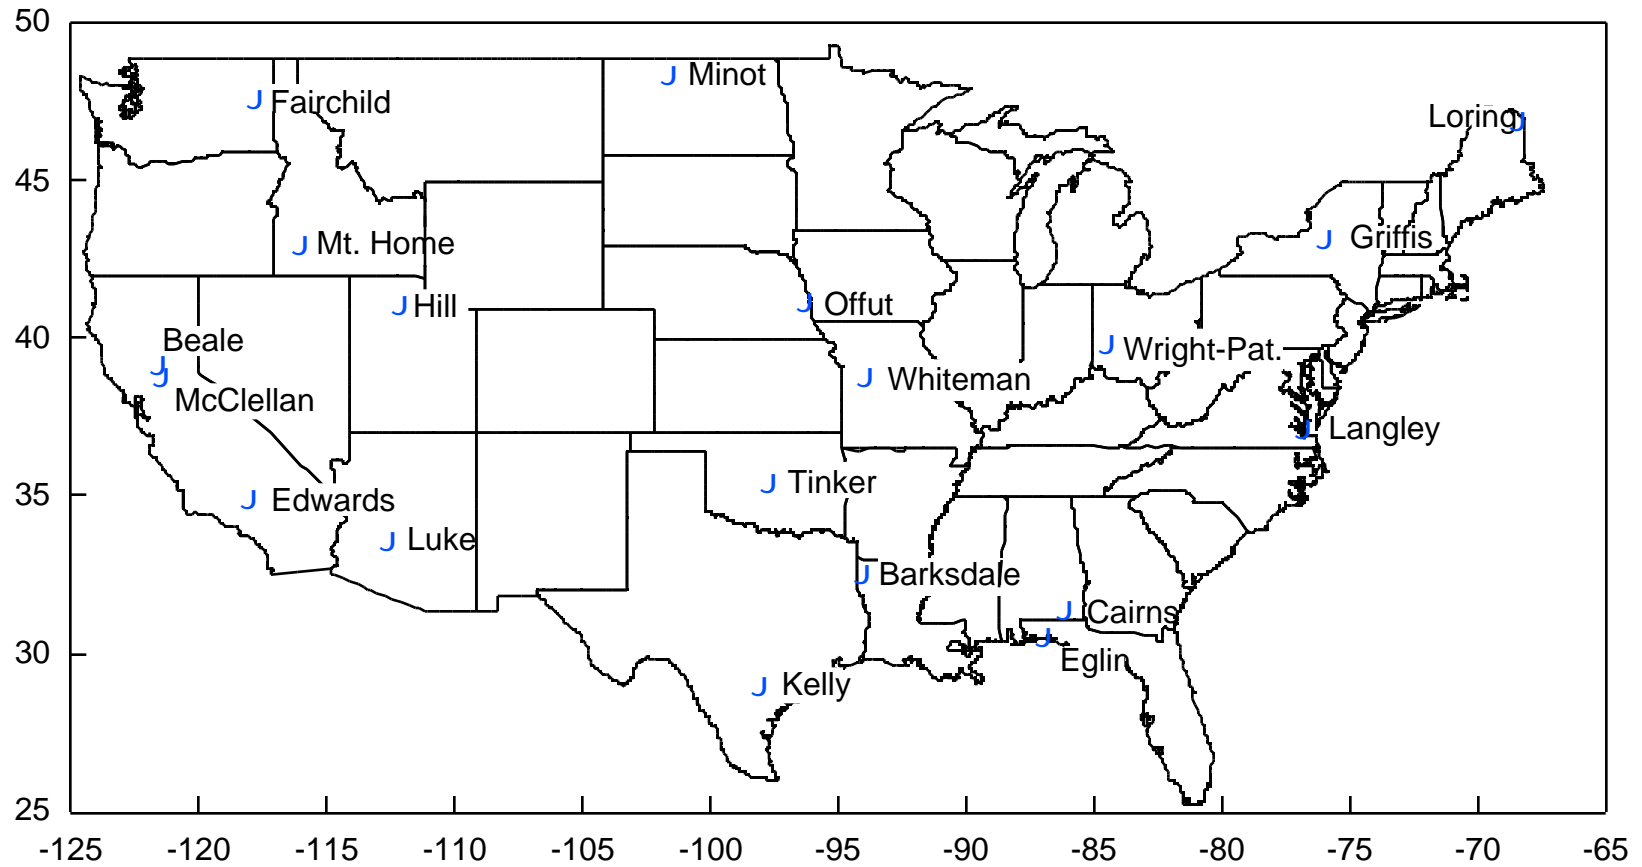 50
J Minot
J Fairchild
Loring J
45
J Mt. Home
J Griffis
J Hill
J Offut
40
Beale
J
J
McClellan
J Wright-Pat.
J Whiteman
J Langley
35
J Edwards
J Tinker
J Luke
J Barksdale
J Cairns
30
J
Eglin
J Kelly
25
-125 -120 -115 -110 -105 -100 -95 -90 -85 -80 -75 -70 -65